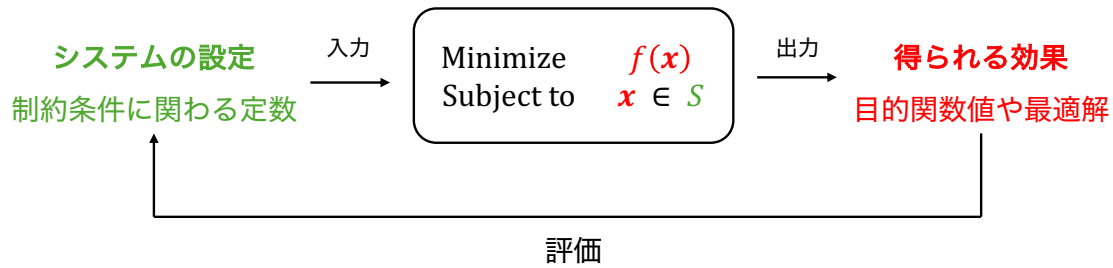 システムの設定
制約条件に関わる定数
入力
Minimize f(x)
Subject to x ∈ S
出力
得られる効果
目的関数値や最適解
評価